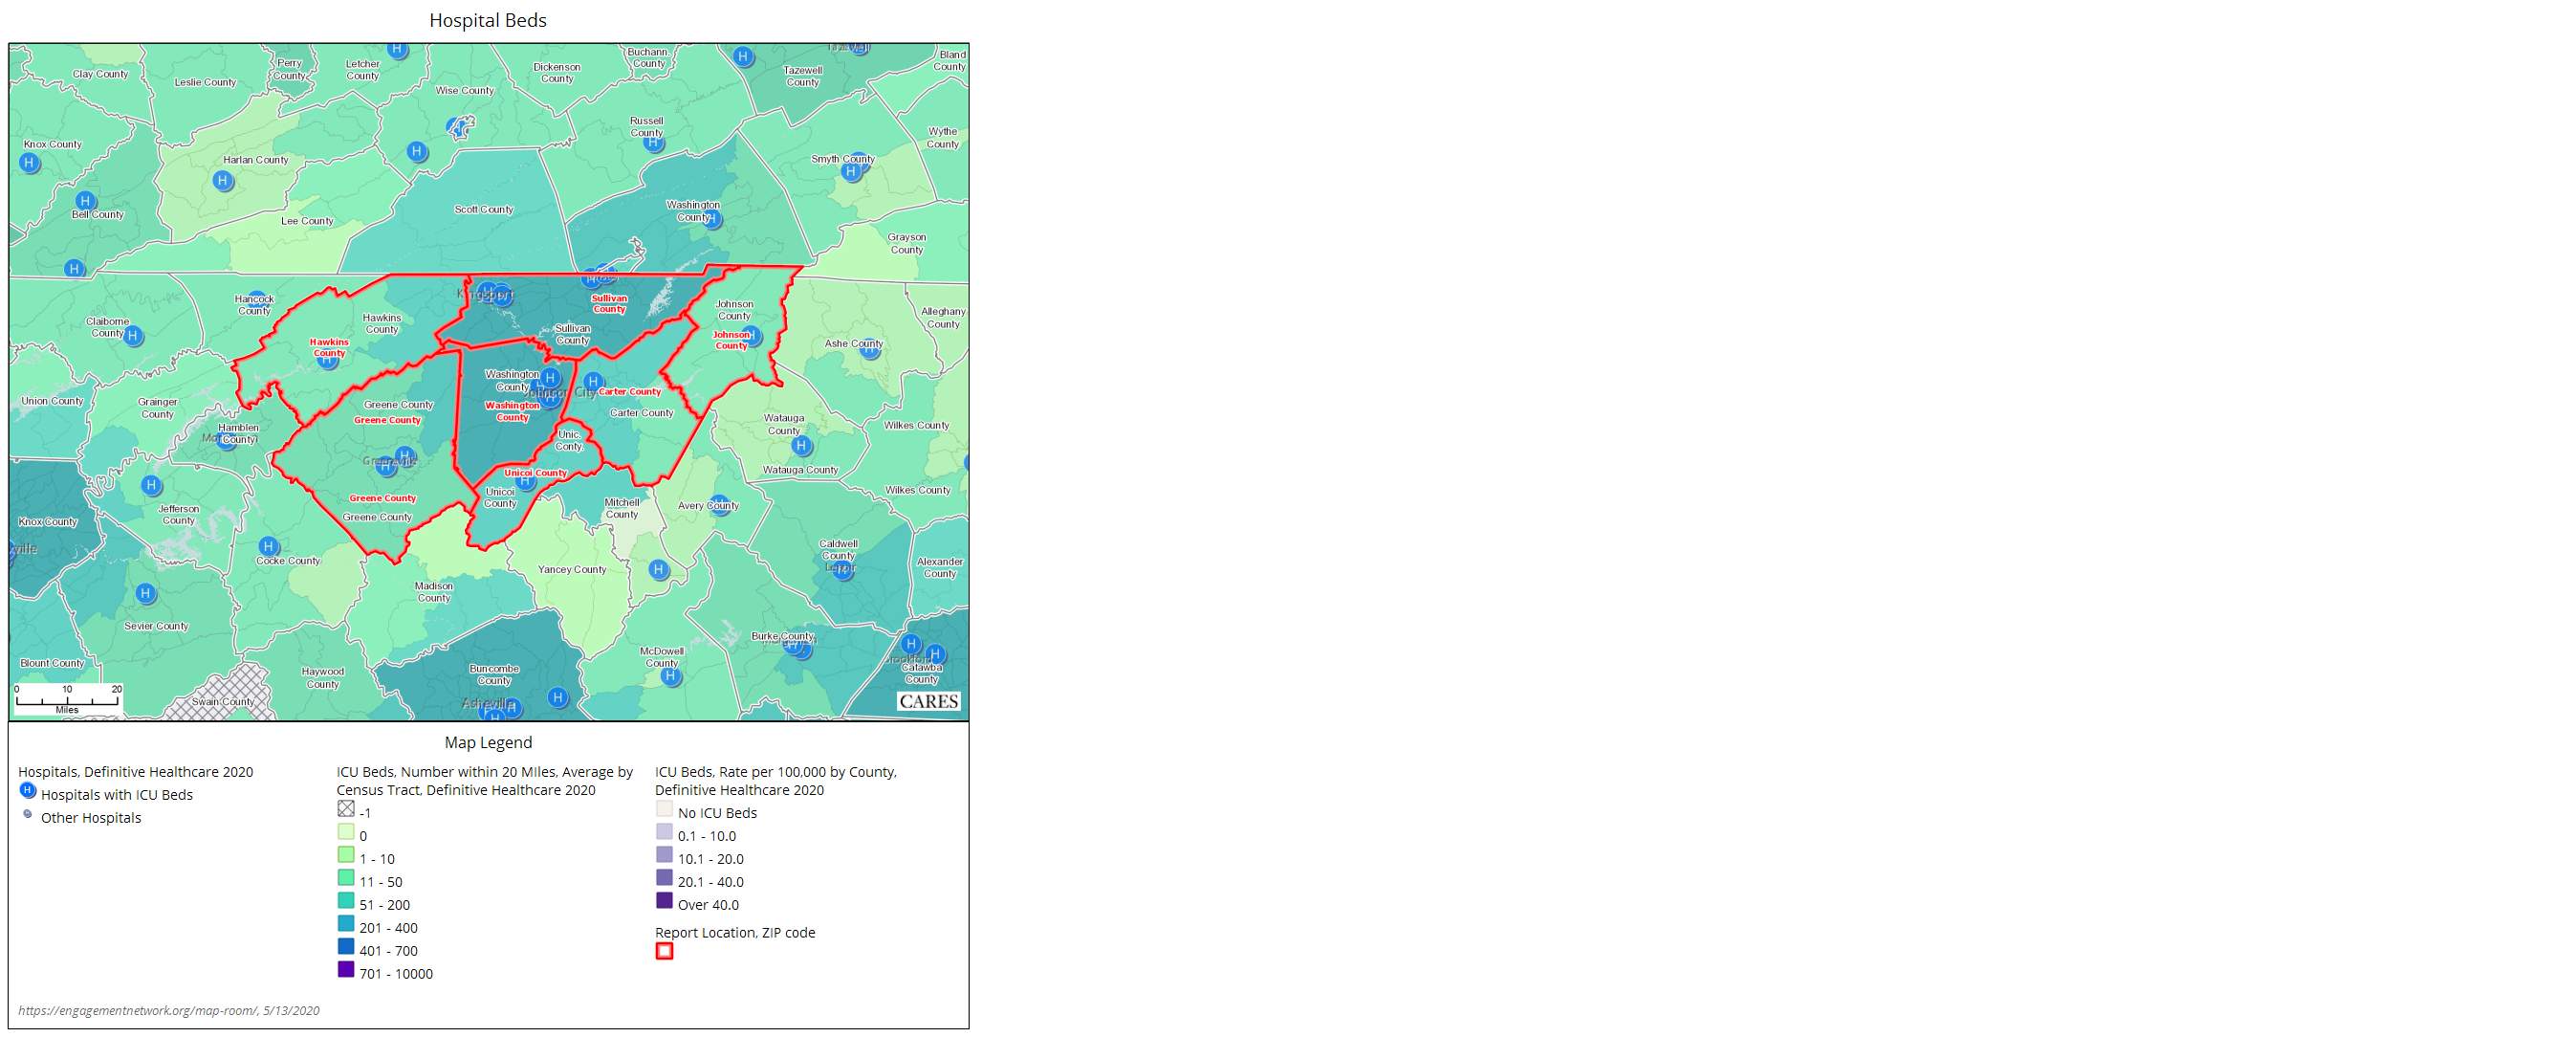 Hospital Beds
Clay County
Leslie County
Perry
County
Letcher
County
Wise County
Dickenson
County
Buchann.
County
Tazewell
County
Bland
County
Knox County
Harlan County
Russell
County
Smyth County
Wythe
County
Bell County
Lee County
Scott County
Washington
County
Grayson
County
Claiborne
County
Hancock
County
Hawkins
County
Hawkins
County
Kingsport
Sullivan
County
Sullivan
County
Johnson
County
Johnson
County
Ashe County
Alleghany
County
Union County
Grainger
County
Hamblen
County
Greene County
Greene County
Washington
County
Johnson City
Washington
County
Carter County
Carter County
Watauga
County
Watauga County
Wilkes County
Unic.
Conty
Greeneville
Unicoi County
Unicoi
County
Greene County
Greene County
Mitchell
County
Avery County
Wilkes County
Knox County
ville
Jefferson
County
Cocke County
Madison
County
Yancey County
Caldwell
County
Lenoir
Alexander
County
Sevier County
Blount County
Swain County
Haywood
County
Buncombe
County
Asheville
McDowell
County
Burke County
Catawba
County
0 10 20
Miles
CARES
Map Legend
Hospitals, Definitive Healthcare 2020
H Hospitals with ICU Beds
Other Hospitals
ICU Beds, Number within 20 MIles, Average by
Census Tract, Definitive Healthcare 2020
-1
0
1 - 10
11 - 50
51 - 200
201 - 400
401 - 700
701 - 10000
ICU Beds, Rate per 100,000 by County,
Definitive Healthcare 2020
No ICU Beds
0.1 - 10.0
10.1 - 20.0
20.1 - 40.0
Over 40.0
Report Location, ZIP code
https://engagementnetwork.org/map-room/, 5/13/2020